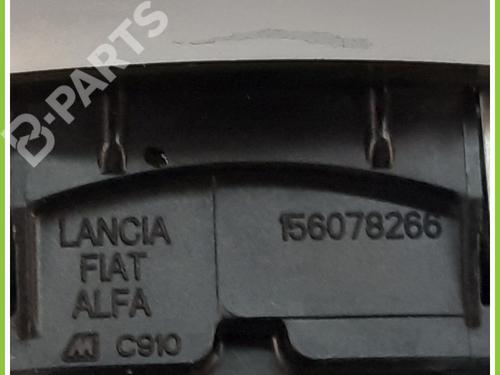 B-PARTS
LANCIA
FIAT
ALFA
C910
156078266